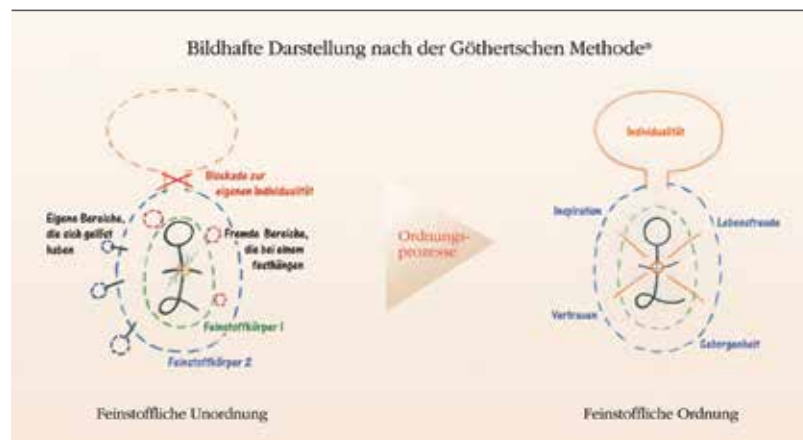 Bildhafte Darstellung nach der Göthertschen Methode®
Blockade zur
eigenen Individualität
Eigene Bereiche,
die sich gelöst
haben
Fremde Bereiche,
die bei einem
festhängen
Feinstoffkörper 1
Feinstoffkörper 2
Feinstoffliche Unordnung
Ordnungs-
prozesse
Individualität
Inspiration
Lebensfreude
Vertrauen
Geborgenheit
Feinstoffliche Ordnung